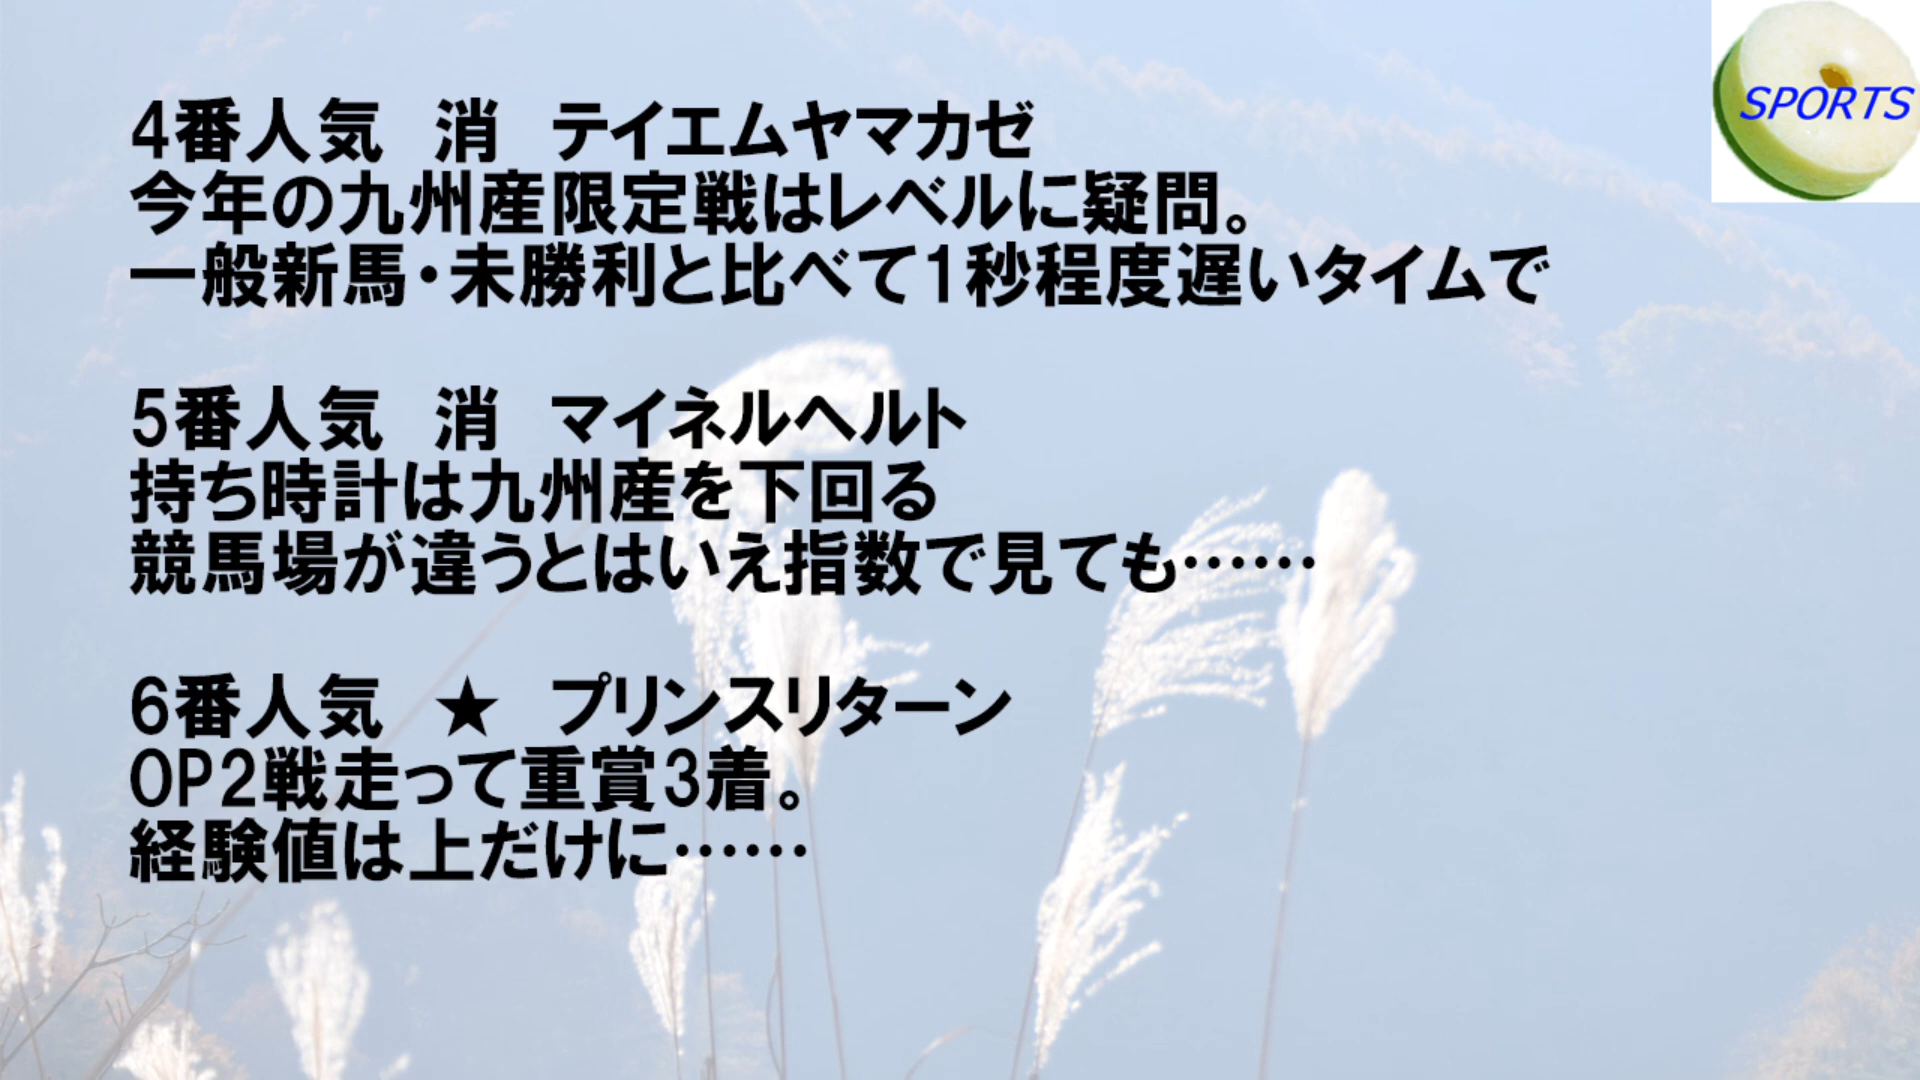 SPORTS
4番人気　消　テイエムヤマカゼ
今年の九州産限定戦はレベルに疑問。
一般新馬・未勝利と比べて1秒程度遅いタイムで
5番人気　消　マイネルヘルト
持ち時計は九州産を下回る
競馬場が違うとはいえ指数で見ても……
6番人気　★　プリンスリターン
OP2戦走って重賞3着。
経験値は上だけに……